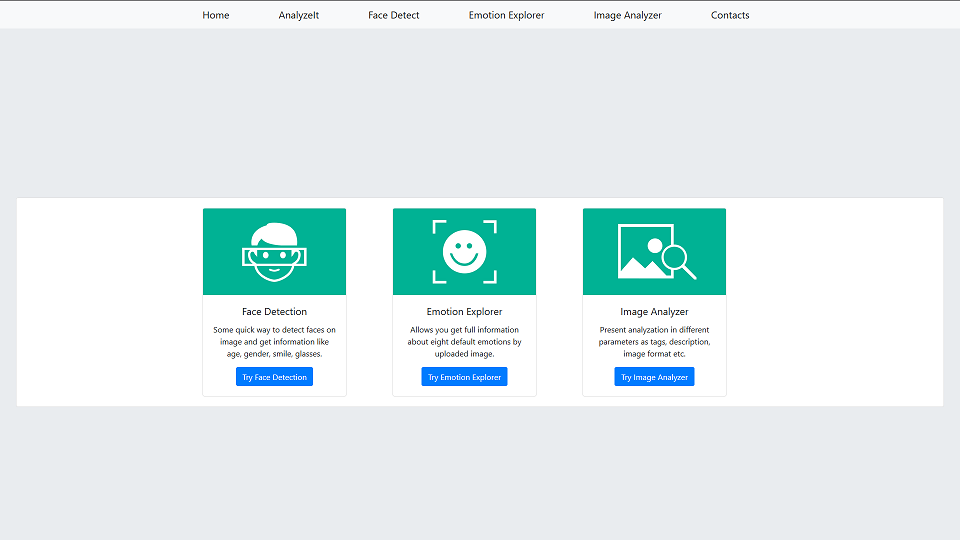 Home AnalyzeIt Face Detect Emotion Explorer Image Analyzer Contacts
Face Detection
Some quick way to detect faces on
image and get information like
age, gender, smile, glasses.
Try Face Detection
Emotion Explorer
Allows you get full information
about eight default emotions by
uploaded image.
Try Emotion Explorer
Image Analyzer
Present analyzation in different
parameters as tags, description,
image format etc.
Try Image Analyzer